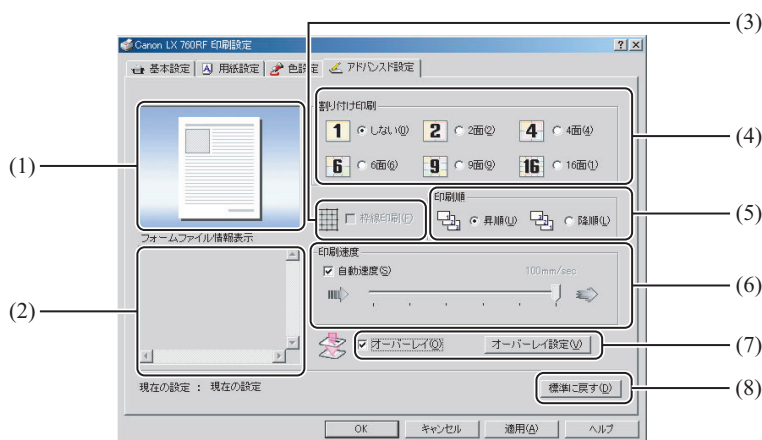 (3)
Canon LX 760RF 印刷設定
基本設定 用紙設定 色設定 アドバンスド設定
割り付け印刷
1 しない(0) 2 2面(2) 4 4面(4)
(4)
6 6面(6) 9 9面(9) 16 16面(1)
(1)
枠線印刷(F)
印刷順
昇順(U) 降順(L)
(5)
フォームファイル情報表示
印刷速度
自動速度(S) 100mm/sec
(6)
(2)
オーバーレイ(O) オーバーレイ設定(V)
(7)
現在の設定 : 現在の設定
標準に戻す(D)
(8)
OK キャンセル 適用(A) ヘルプ